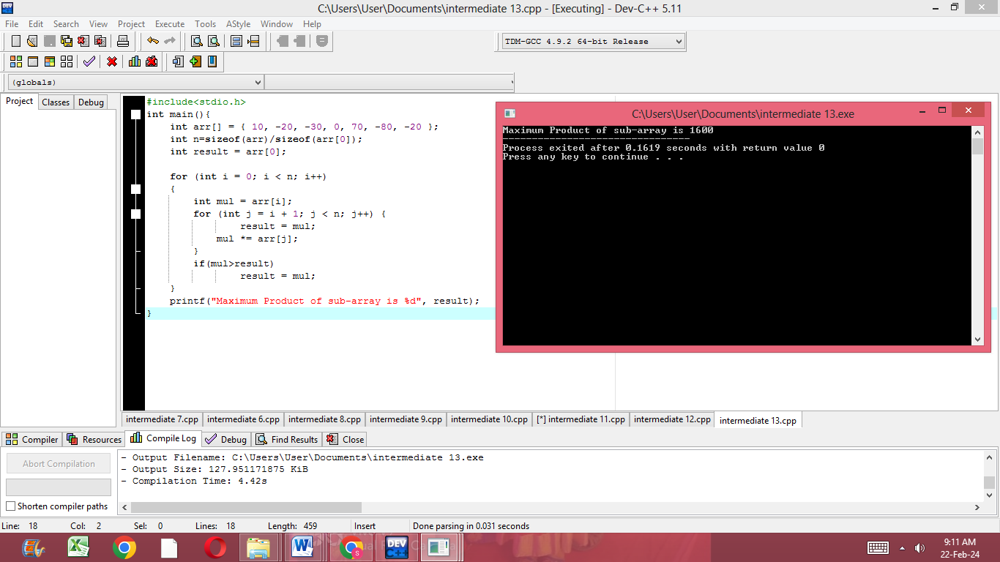 C:\Users\User\Documents\intermediate 13.cpp - [Executing] - Dev-C++ 5.11
File Edit Search View Project Execute Tools AStyle Window Help
TDM-GCC 4.9.2 64-bit Release
(globals)
Project Classes Debug
#include<stdio.h>
int main(){
    int arr[] = { 10, -20, -30, 0, 70, -80, -20 };
    int n=sizeof(arr)/sizeof(arr[0]);
    int result = arr[0];
    for (int i = 0; i < n; i++)
    {
        int mul = arr[i];
        for (int j = i + 1; j < n; j++) {
                result = mul;
            mul *= arr[j];
        }
        if(mul>result)
                result = mul;
    }
    printf("Maximum Product of sub-array is %d", result);
}
C:\Users\User\Documents\intermediate 13.exe
Maximum Product of sub-array is 1600
--------------------------------
Process exited after 0.1619 seconds with return value 0
Press any key to continue . . .
intermediate 7.cpp intermediate 6.cpp intermediate 8.cpp intermediate 9.cpp intermediate 10.cpp [*] intermediate 11.cpp intermediate 12.cpp intermediate 13.cpp
Compiler Resources Compile Log Debug Find Results Close
Abort Compilation
Shorten compiler paths
- Output Filename: C:\Users\User\Documents\intermediate 13.exe
- Output Size: 127.951171875 KiB
- Compilation Time: 4.42s
Line: 18 Col: 2 Sel: 0 Lines: 18 Length: 459 Insert Done parsing in 0.031 seconds
DEV C++
9:11 AM
22-Feb-24